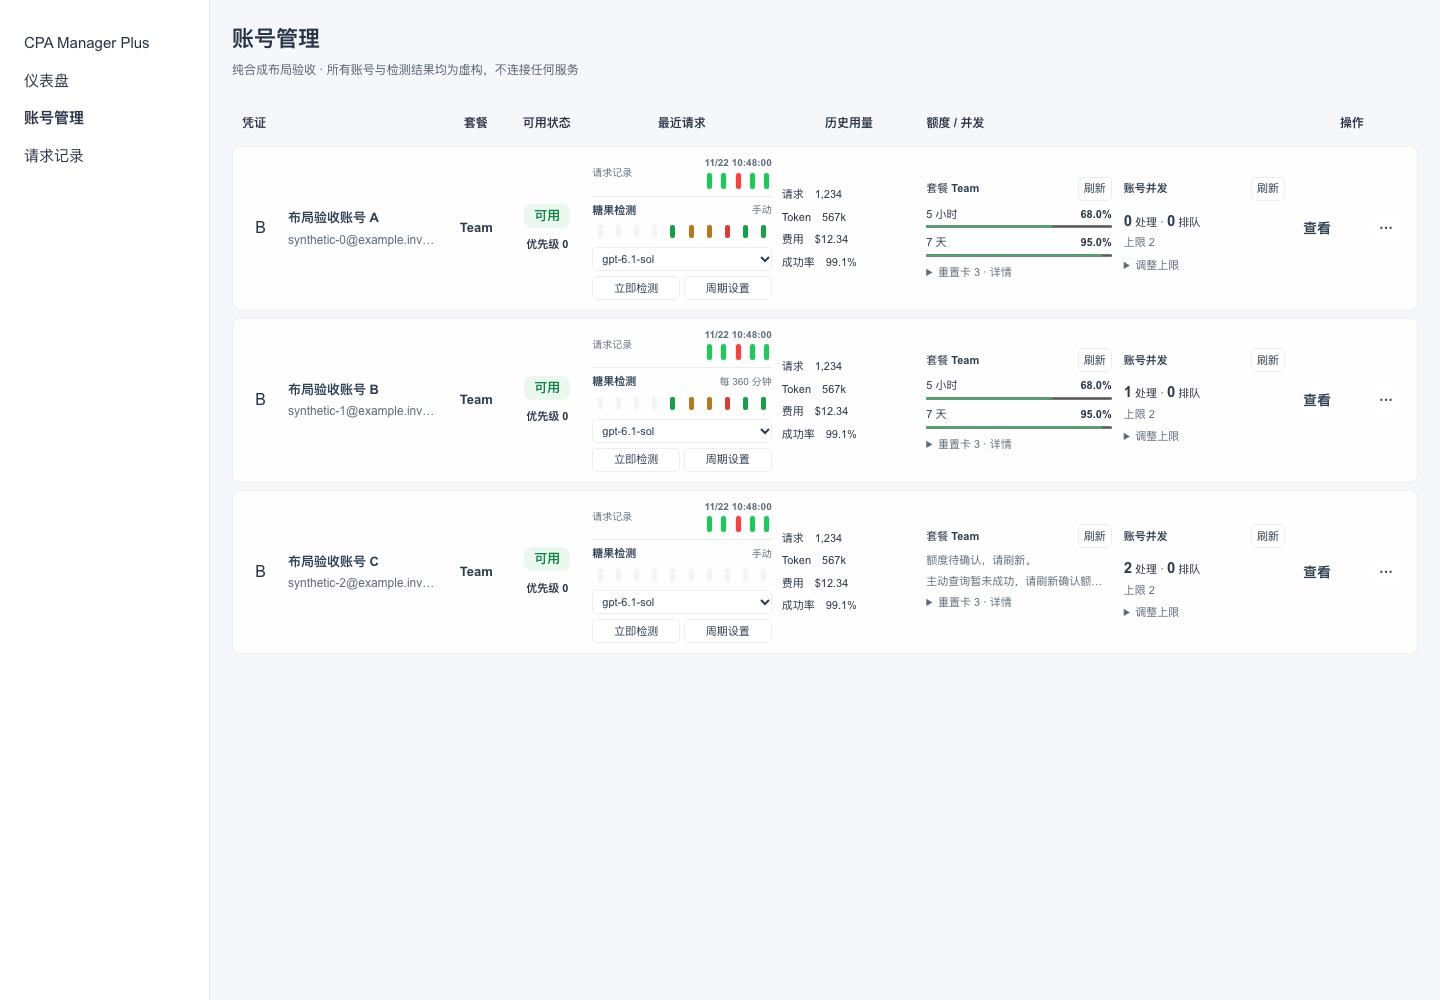 CPA Manager Plus
仪表盘
账号管理
请求记录
账号管理
纯合成布局验收 · 所有账号与检测结果均为虚构，不连接任何服务
凭证 套餐 可用状态 最近请求 历史用量 额度 / 并发 操作
B
布局验收账号 A
synthetic-0@example.inv…
Team
可用
优先级 0
请求记录
11/22 10:48:00
糖果检测 手动
gpt-6.1-sol
立即检测 周期设置
请求 1,234
Token 567k
费用 $12.34
成功率 99.1%
套餐 Team 刷新
5 小时 68.0%
7 天 95.0%
▶ 重置卡 3 · 详情
账号并发 刷新
0 处理 · 0 排队
上限 2
▶ 调整上限
查看 ···
B
布局验收账号 B
synthetic-1@example.inv…
Team
可用
优先级 0
请求记录
11/22 10:48:00
糖果检测 每 360 分钟
gpt-6.1-sol
立即检测 周期设置
请求 1,234
Token 567k
费用 $12.34
成功率 99.1%
套餐 Team 刷新
5 小时 68.0%
7 天 95.0%
▶ 重置卡 3 · 详情
账号并发 刷新
1 处理 · 0 排队
上限 2
▶ 调整上限
查看 ···
B
布局验收账号 C
synthetic-2@example.inv…
Team
可用
优先级 0
请求记录
11/22 10:48:00
糖果检测 手动
gpt-6.1-sol
立即检测 周期设置
请求 1,234
Token 567k
费用 $12.34
成功率 99.1%
套餐 Team 刷新
额度待确认，请刷新。
主动查询暂未成功，请刷新确认额…
▶ 重置卡 3 · 详情
账号并发 刷新
2 处理 · 0 排队
上限 2
▶ 调整上限
查看 ···